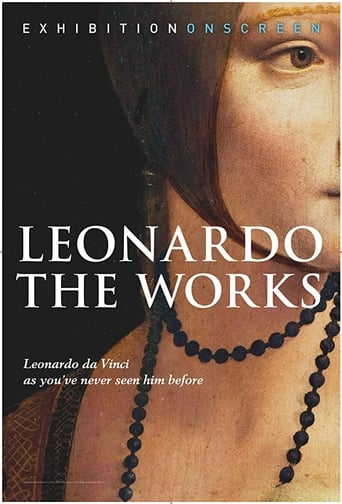 EXHIBITIONONSCREEN
LEONARDO
THE WORKS
Leonardo da Vinci
as you've never seen him before